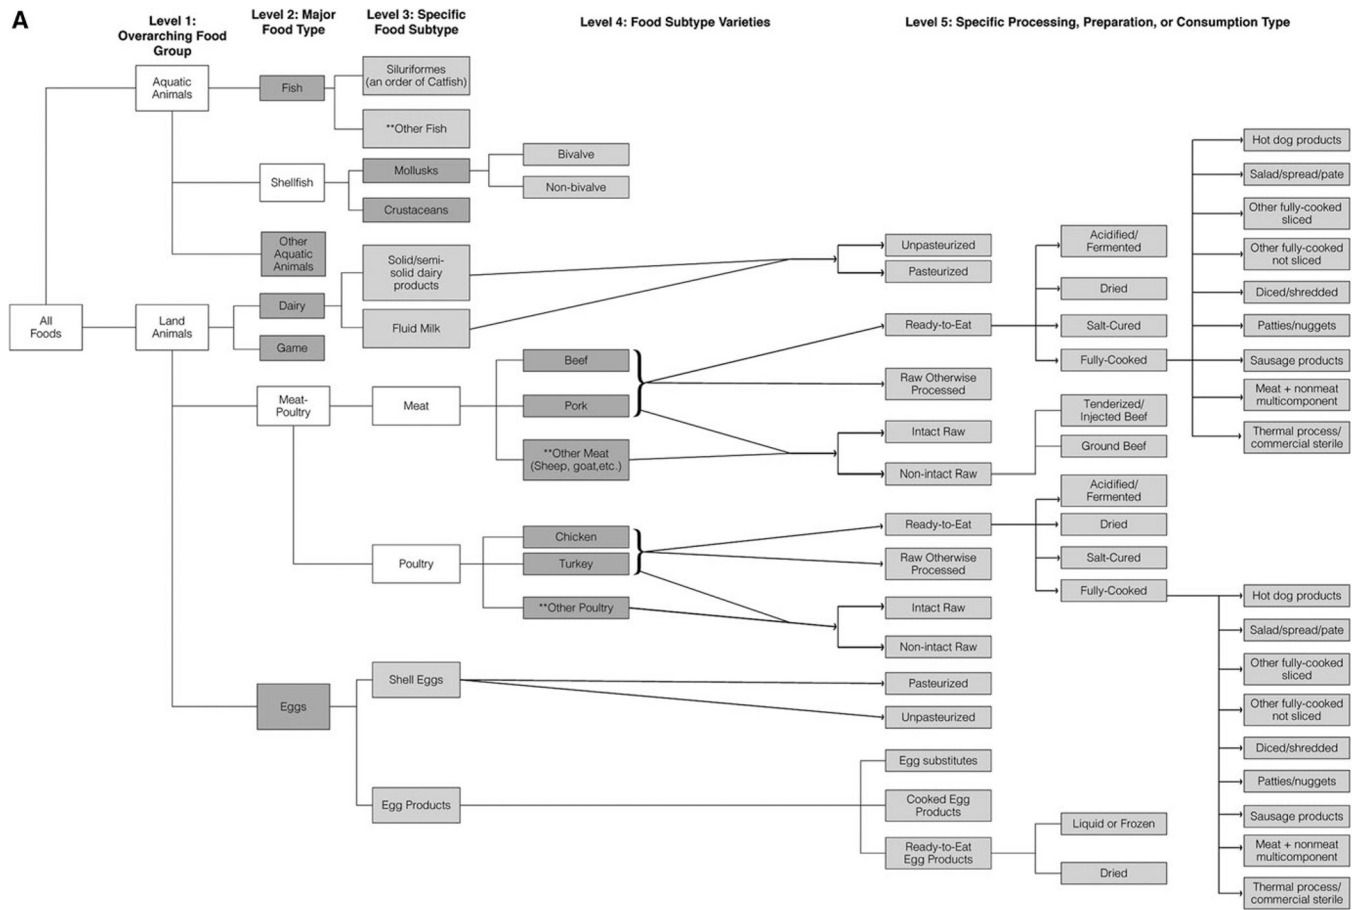 A
Level 1:
Overarching Food
Group
Level 2: Major
Food Type
Level 3: Specific
Food Subtype
Level 4: Food Subtype Varieties
Level 5: Specific Processing, Preparation, or Consumption Type
All
Foods
Aquatic
Animals
Land
Animals
Fish
Shellfish
Other
Aquatic
Animals
Dairy
Game
Meat-
Poultry
Eggs
Siluriformes
(an order of Catfish)
**Other Fish
Mollusks
Crustaceans
Solid/semi-
solid dairy
products
Fluid Milk
Meat
Poultry
Shell Eggs
Egg Products
Bivalve
Non-bivalve
Beef
Pork
**Other Meat
(Sheep, goat,etc.)
Chicken
Turkey
**Other Poultry
Unpasteurized
Pasteurized
Ready-to-Eat
Raw Otherwise
Processed
Intact Raw
Non-intact Raw
Ready-to-Eat
Raw Otherwise
Processed
Intact Raw
Non-intact Raw
Pasteurized
Unpasteurized
Egg substitutes
Cooked Egg
Products
Ready-to-Eat
Egg Products
Acidified/
Fermented
Dried
Salt-Cured
Fully-Cooked
Tenderized/
Injected Beef
Ground Beef
Acidified/
Fermented
Dried
Salt-Cured
Fully-Cooked
Liquid or Frozen
Dried
Hot dog products
Salad/spread/pate
Other fully-cooked
sliced
Other fully-cooked
not sliced
Diced/shredded
Patties/nuggets
Sausage products
Meat + nonmeat
multicomponent
Thermal process/
commercial sterile
Hot dog products
Salad/spread/pate
Other fully-cooked
sliced
Other fully-cooked
not sliced
Diced/shredded
Patties/nuggets
Sausage products
Meat + nonmeat
multicomponent
Thermal process/
commercial sterile